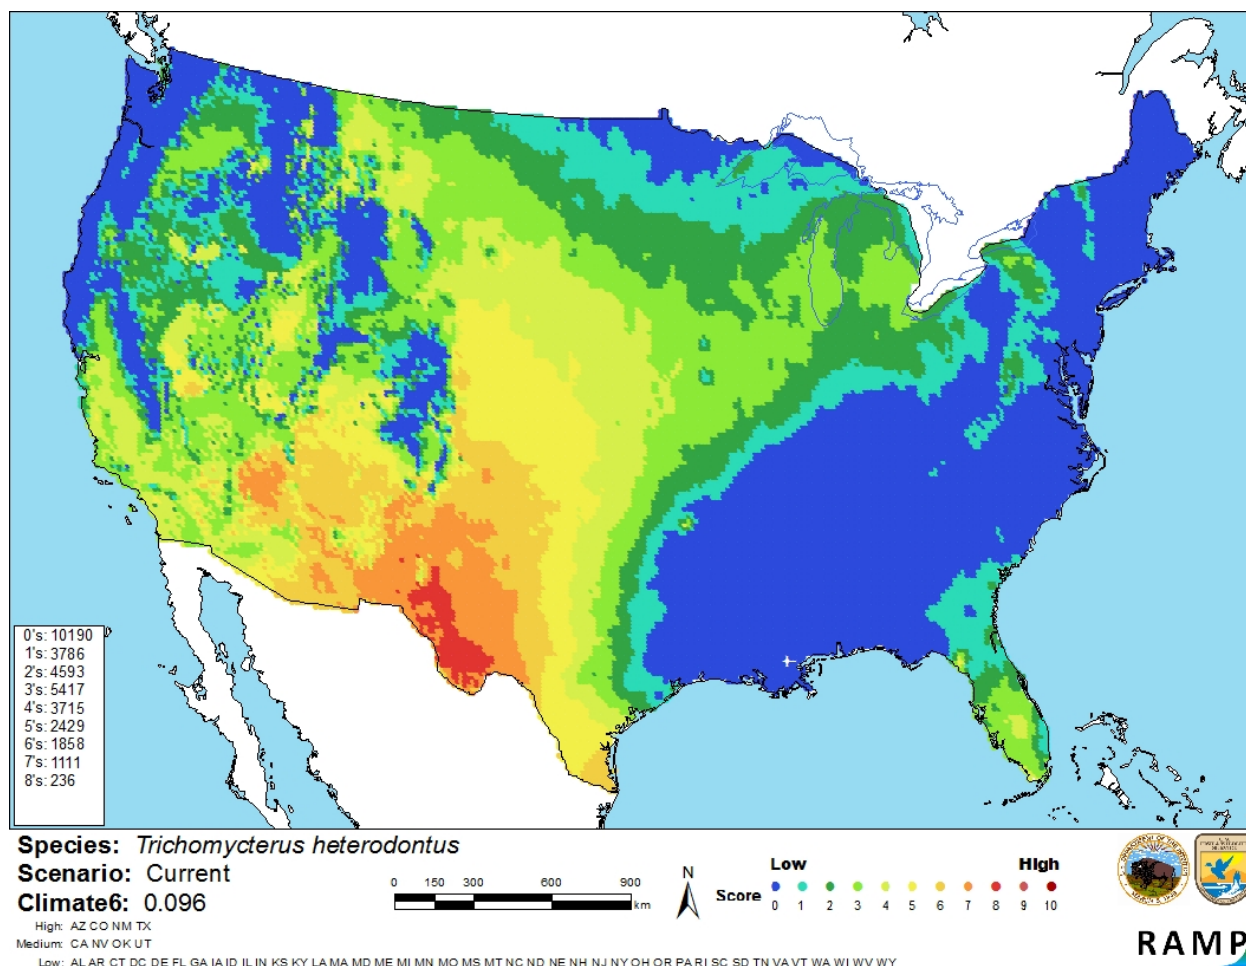 0's: 10190
1's: 3786
2's: 4593
3's: 5417
4's: 3715
5's: 2429
6's: 1858
7's: 1111
8's: 236
Species: Trichomycterus heterodontus
Scenario: Current
Climate6: 0.096
High: AZ CO NM TX
Medium: CA NV OK UT
Low: AL AR CT DC DE FL GA IA ID IL IN KS KY LA MA MD ME MI MN MO MS MT NC ND NE NH NJ NY OH OR PA RI SC SD TN VA VT WA WI WV WY
0 150 300 600 900
km
N
Low High
Score
0 1 2 3 4 5 6 7 8 9 10
RAMP